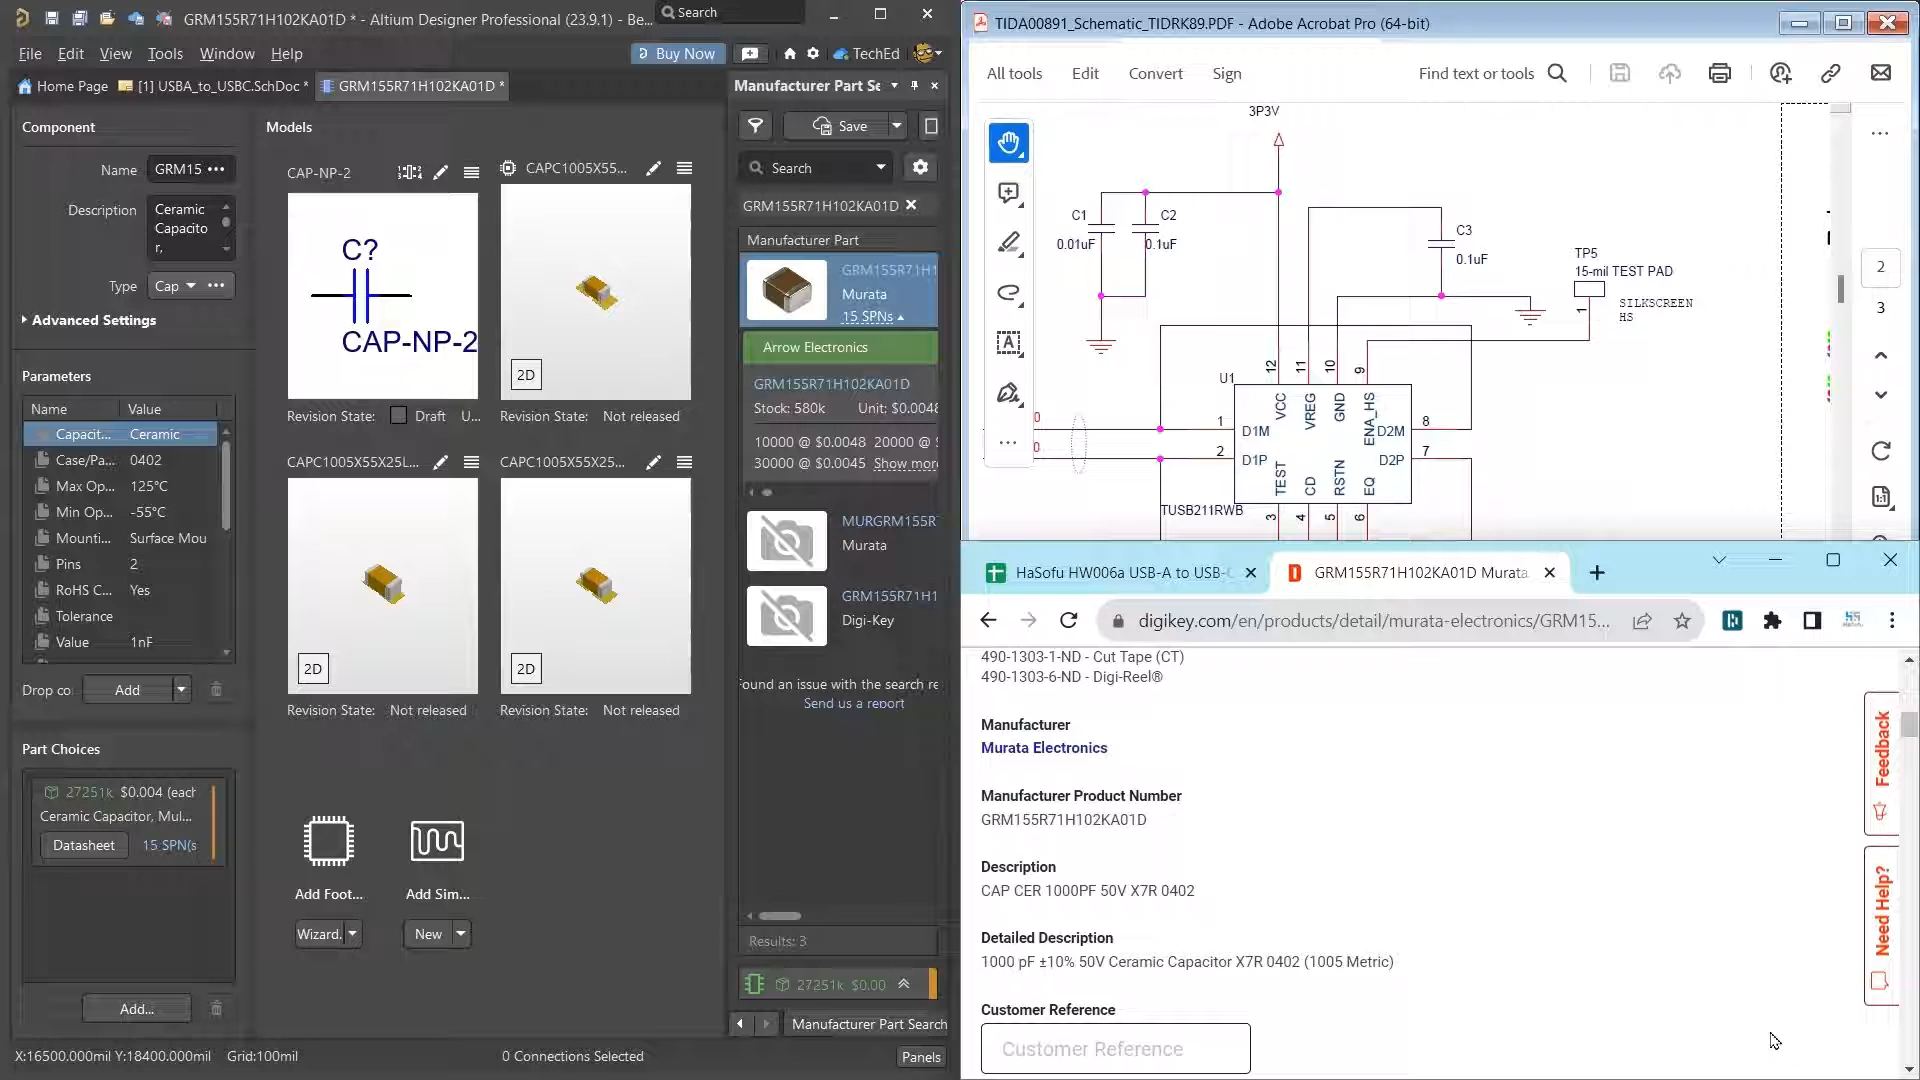 GRM155R71H102KA01D * - Altium Designer Professional (23.9.1) - Be...
Search
File Edit View Tools Window Help
Buy Now
TechEd
Home Page
[1] USBA_to_USBC.SchDoc *
GRM155R71H102KA01D *
Component
Name GRM15
Description Ceramic
Capacito
r,
Type Cap
Advanced Settings
Parameters
Name Value
Capacit... Ceramic
Case/Pa... 0402
Max Op... 125°C
Min Op... -55°C
Mounti... Surface Mou
Pins 2
RoHS C... Yes
Tolerance
Value 1nF
Drop co
Add
Part Choices
27251k $0.004 (each
Ceramic Capacitor, Mul...
Datasheet 15 SPN(s
Add...
X:16500.000mil Y:18400.000mil Grid:100mil
0 Connections Selected
Panels
Models
CAP-NP-2
C?
CAP-NP-2
Revision State: Draft U...
CAPC1005X55...
2D
Revision State: Not released
CAPC1005X55X25L...
2D
Revision State: Not released
CAPC1005X55X25...
2D
Revision State: Not released
Add Foot...
Wizard.
Add Sim...
New
Manufacturer Part Se
Save
Search
GRM155R71H102KA01D
Manufacturer Part
GRM155R71H1
Murata
15 SPNs
Arrow Electronics
GRM155R71H102KA01D
Stock: 580k Unit: $0.0048
10000 @ $0.0048 20000 @ $
30000 @ $0.0045 Show more
MURGRM155R
Murata
GRM155R71H1
Digi-Key
Found an issue with the search re
Send us a report
Results: 3
27251k $0.00
Manufacturer Part Search
TIDA00891_Schematic_TIDRK89.PDF - Adobe Acrobat Pro (64-bit)
All tools Edit Convert Sign
Find text or tools
3P3V
C1
0.01uF
C2
0.1uF
C3
0.1uF
TP5
15-mil TEST PAD
1
SILKSCREEN
HS
U1
12 11 10 9
VCC VREG GND ENA_HS
1 D1M D2M 8
2 D1P D2P 7
TEST CD RSTN EQ
TUSB211RWB
3 4 5 6
0
0
2
3
HaSofu HW006a USB-A to USB-C
GRM155R71H102KA01D Murata
digikey.com/en/products/detail/murata-electronics/GRM15...
490-1303-1-ND - Cut Tape (CT)
490-1303-6-ND - Digi-Reel®
Manufacturer
Murata Electronics
Manufacturer Product Number
GRM155R71H102KA01D
Description
CAP CER 1000PF 50V X7R 0402
Detailed Description
1000 pF ±10% 50V Ceramic Capacitor X7R 0402 (1005 Metric)
Customer Reference
Customer Reference
Feedback
Need Help?